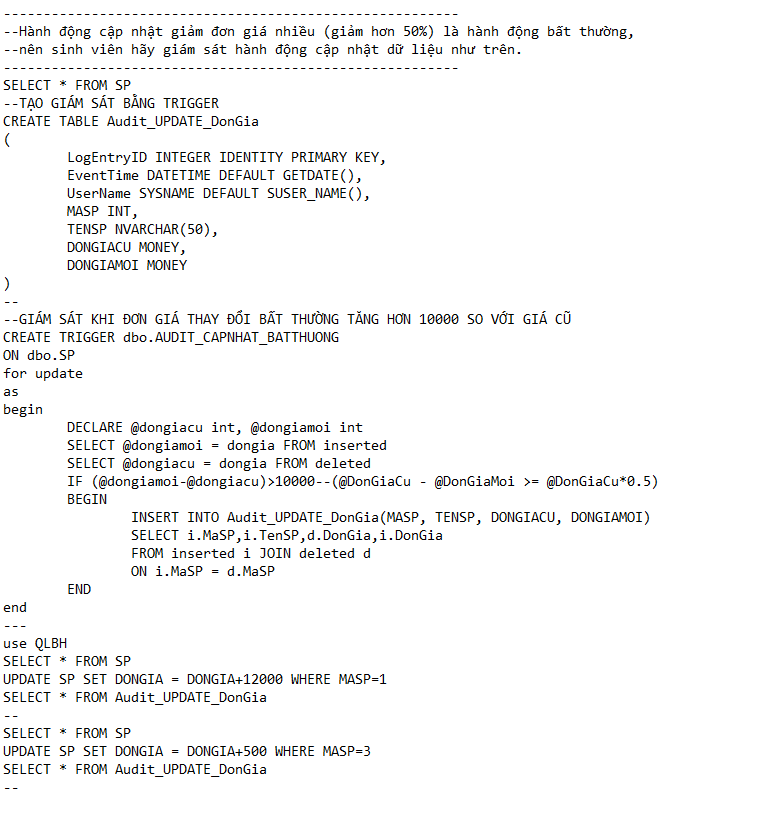 ---------------------------------------------------------
--Hành động cập nhật giảm đơn giá nhiều (giảm hơn 50%) là hành động bất thường,
--nên sinh viên hãy giám sát hành động cập nhật dữ liệu như trên.
---------------------------------------------------------
SELECT * FROM SP
--TẠO GIÁM SÁT BẰNG TRIGGER
CREATE TABLE Audit_UPDATE_DonGia
(
        LogEntryID INTEGER IDENTITY PRIMARY KEY,
        EventTime DATETIME DEFAULT GETDATE(),
        UserName SYSNAME DEFAULT SUSER_NAME(),
        MASP INT,
        TENSP NVARCHAR(50),
        DONGIACU MONEY,
        DONGIAMOI MONEY
)
--
--GIÁM SÁT KHI ĐƠN GIÁ THAY ĐỔI BẤT THƯỜNG TĂNG HƠN 10000 SO VỚI GIÁ CŨ
CREATE TRIGGER dbo.AUDIT_CAPNHAT_BATTHUONG
ON dbo.SP
for update
as
begin
        DECLARE @dongiacu int, @dongiamoi int
        SELECT @dongiamoi = dongia FROM inserted
        SELECT @dongiacu = dongia FROM deleted
        IF (@dongiamoi-@dongiacu)>10000--(@DonGiaCu - @DonGiaMoi >= @DonGiaCu*0.5)
        BEGIN
                INSERT INTO Audit_UPDATE_DonGia(MASP, TENSP, DONGIACU, DONGIAMOI)
                SELECT i.MaSP,i.TenSP,d.DonGia,i.DonGia
                FROM inserted i JOIN deleted d
                ON i.MaSP = d.MaSP
        END
end
---
use QLBH
SELECT * FROM SP
UPDATE SP SET DONGIA = DONGIA+12000 WHERE MASP=1
SELECT * FROM Audit_UPDATE_DonGia
--
SELECT * FROM SP
UPDATE SP SET DONGIA = DONGIA+500 WHERE MASP=3
SELECT * FROM Audit_UPDATE_DonGia
--